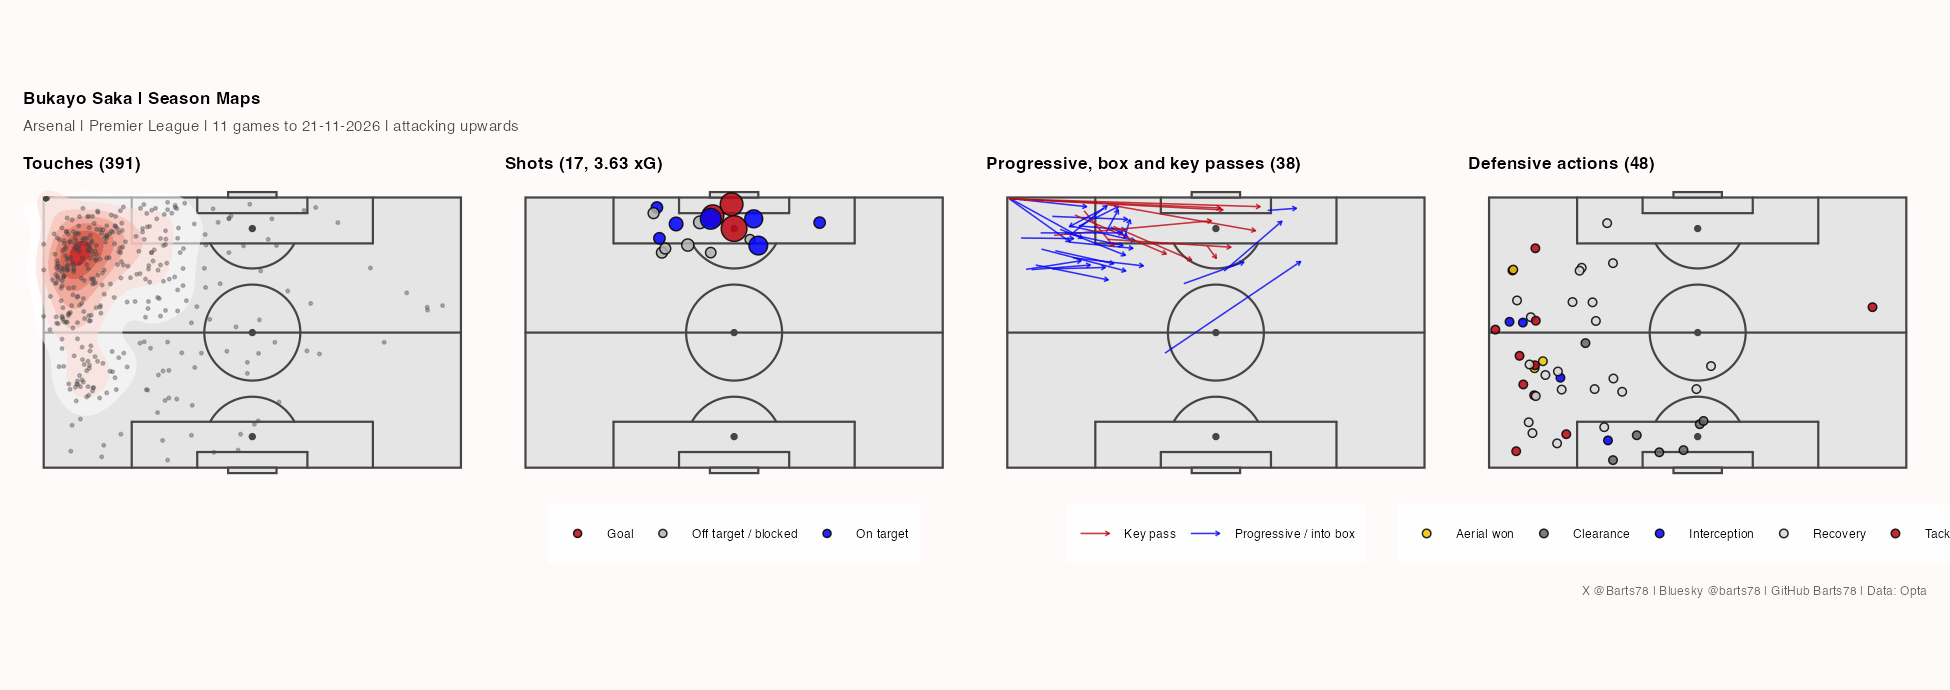 Bukayo Saka | Season Maps
Arsenal | Premier League | 11 games to 21-11-2026 | attacking upwards
Touches (391)
Shots (17, 3.63 xG)
Progressive, box and key passes (38)
Defensive actions (48)
Goal
Off target / blocked
On target
Key pass
Progressive / into box
Aerial won
Clearance
Interception
Recovery
Tack
X @Barts78 | Bluesky @barts78 | GitHub Barts78 | Data: Opta